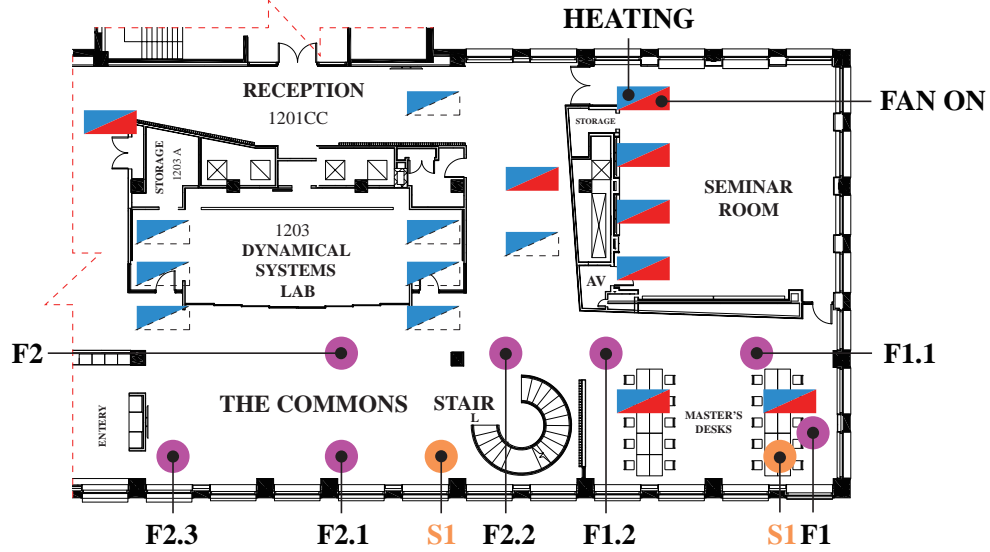 HEATING
FAN ON
RECEPTION
1201CC
STORAGE
STORAGE
1203 A
SEMINAR
ROOM
1203
DYNAMICAL
SYSTEMS
LAB
AV
F2
F1.1
THE COMMONS
STAIR
L
MASTER'S
DESKS
ENTERY
F2.3
F2.1
S1
F2.2
F1.2
S1
F1